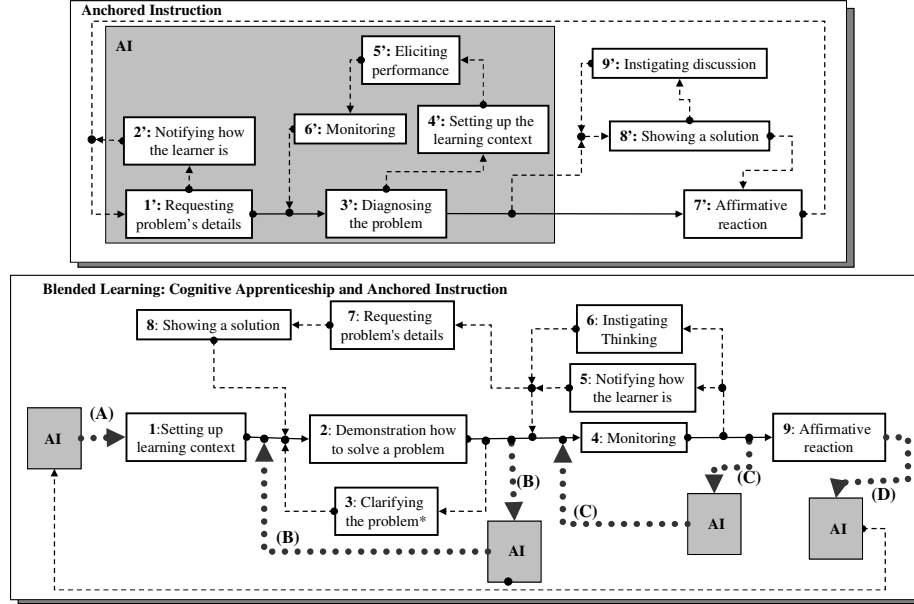 Anchored Instruction
AI
5’: Eliciting
performance
9’: Instigating discussion
2’: Notifying how
the learner is
6’: Monitoring
4’: Setting up the
learning context
8’: Showing a solution
1’: Requesting
problem’s details
3’: Diagnosing
the problem
7’: Affirmative
reaction
Blended Learning: Cognitive Apprenticeship and Anchored Instruction
8: Showing a solution
7: Requesting
problem's details
6: Instigating
Thinking
5: Notifying how
the learner is
AI
(A)
1:Setting up
learning context
2: Demonstration how
to solve a problem
4: Monitoring
9: Affirmative
reaction
3: Clarifying
the problem*
(B)
(B)
AI
(C)
(C)
AI
(D)
AI